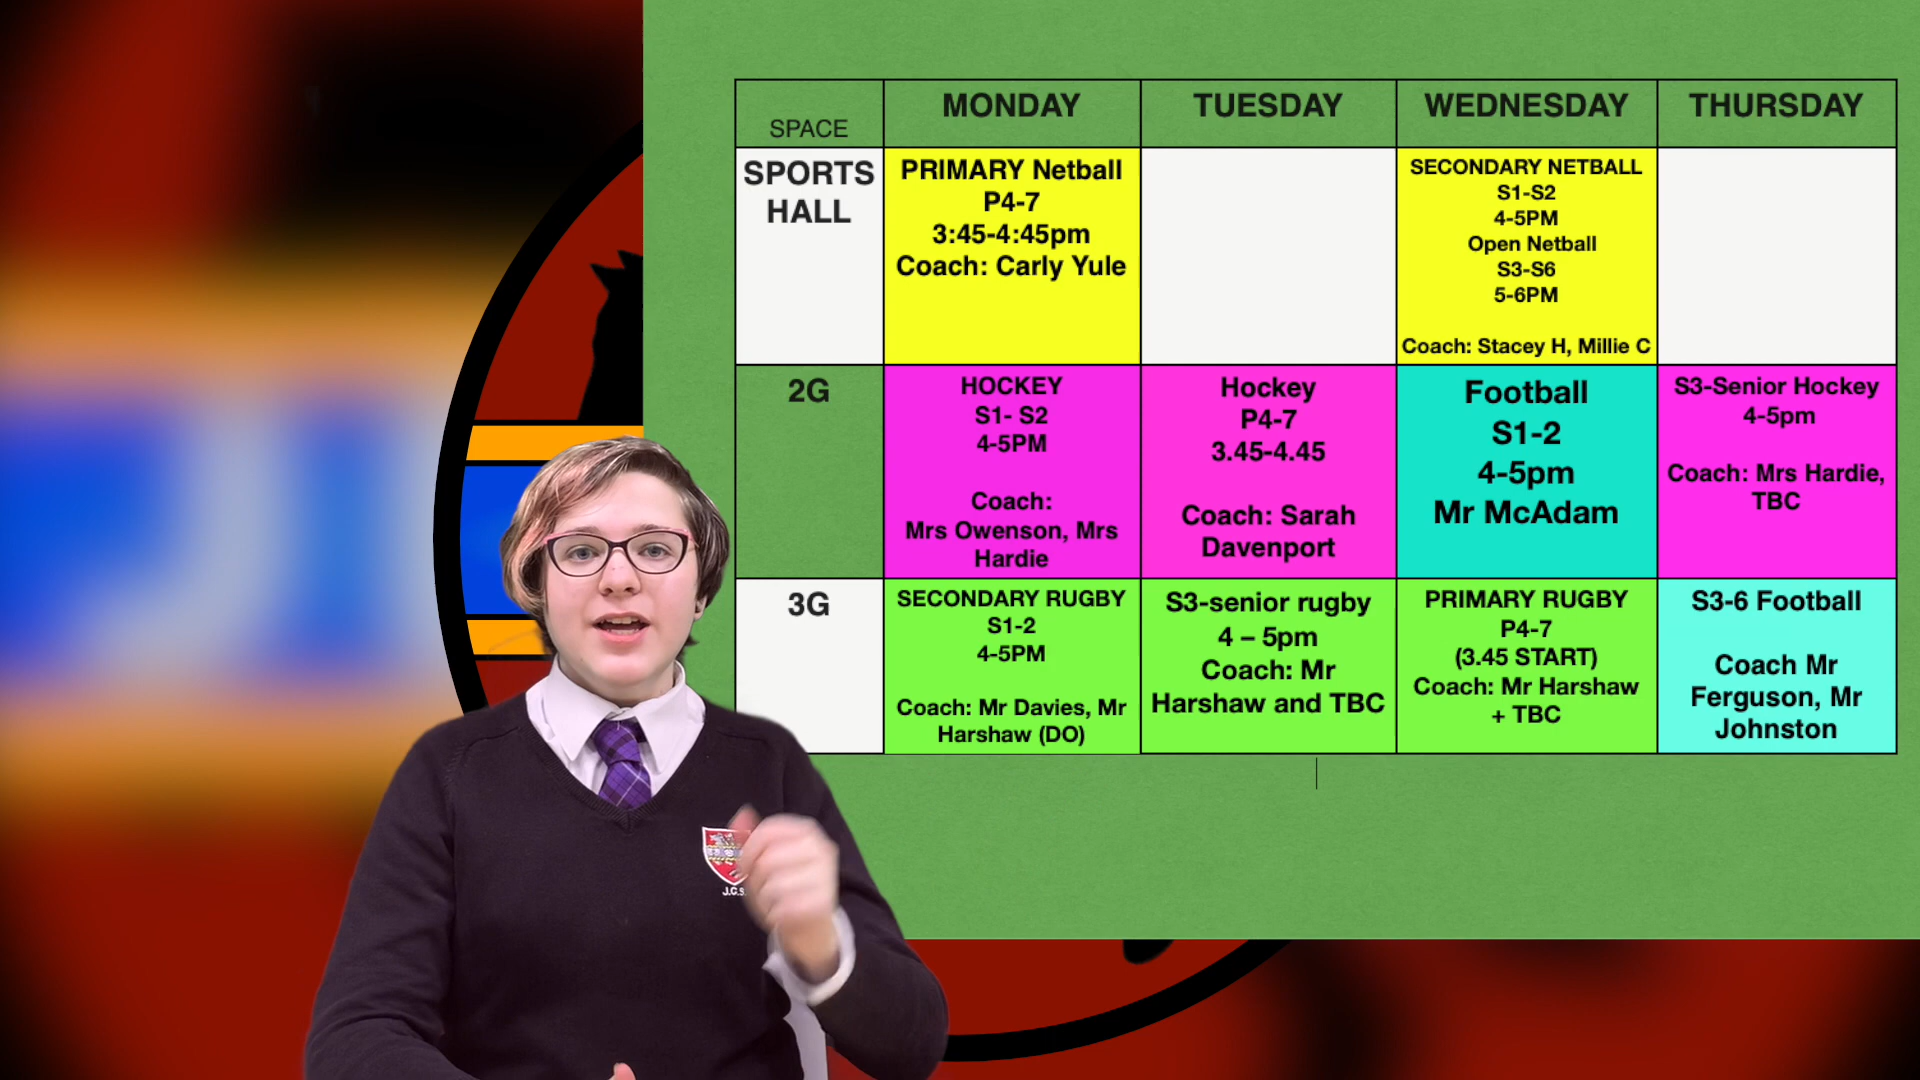 SPACE
MONDAY
TUESDAY
WEDNESDAY
THURSDAY
SPORTS
HALL
PRIMARY Netball
P4-7
3:45-4:45pm
Coach: Carly Yule
SECONDARY NETBALL
S1-S2
4-5PM
Open Netball
S3-S6
5-6PM
Coach: Stacey H, Millie C
2G
HOCKEY
S1- S2
4-5PM
Coach:
Mrs Owenson, Mrs
Hardie
Hockey
P4-7
3.45-4.45
Coach: Sarah
Davenport
Football
S1-2
4-5pm
Mr McAdam
S3-Senior Hockey
4-5pm
Coach: Mrs Hardie,
TBC
3G
SECONDARY RUGBY
S1-2
4-5PM
Coach: Mr Davies, Mr
Harshaw (DO)
S3-senior rugby
4 – 5pm
Coach: Mr
Harshaw and TBC
PRIMARY RUGBY
P4-7
(3.45 START)
Coach: Mr Harshaw
+ TBC
S3-6 Football
Coach Mr
Ferguson, Mr
Johnston
J.C.S